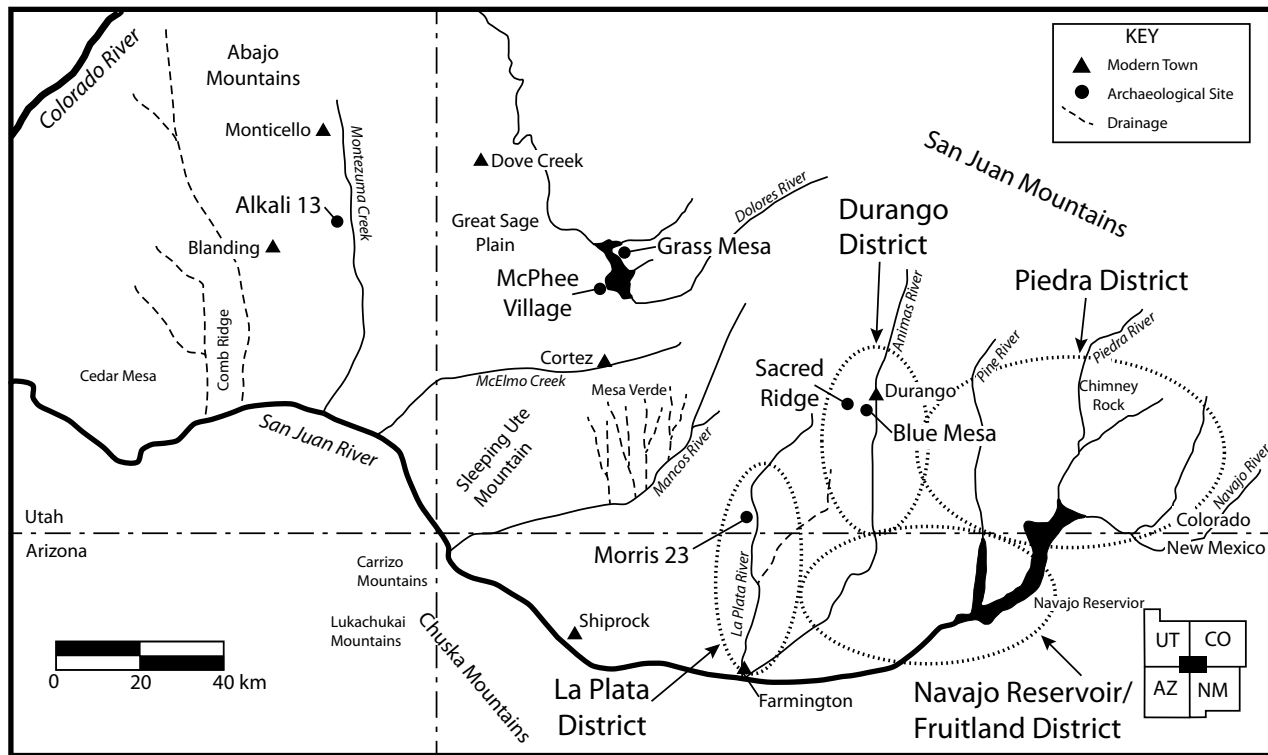 KEY
Modern Town
Archaeological Site
Drainage
Colorado River
Abajo
Mountains
Monticello
Montezuma Creek
Alkali 13
Blanding
Comb Ridge
Cedar Mesa
San Juan River
Dove Creek
Great Sage
Plain
Dolores River
Grass Mesa
McPhee
Village
Cortez
McElmo Creek
Mesa Verde
Sleeping Ute
Mountain
Mancos River
San Juan Mountains
Durango
District
Animas River
Sacred
Ridge
Durango
Blue Mesa
Pine River
Piedra District
Piedra River
Chimney
Rock
Navajo River
Utah
Arizona
Colorado
New Mexico
Carrizo
Mountains
Lukachukai
Mountains
Chuska Mountains
Shiprock
Morris 23
La Plata River
La Plata
District
Farmington
Navajo Reservior
Navajo Reservoir/
Fruitland District
0 20 40 km
UT CO
AZ NM